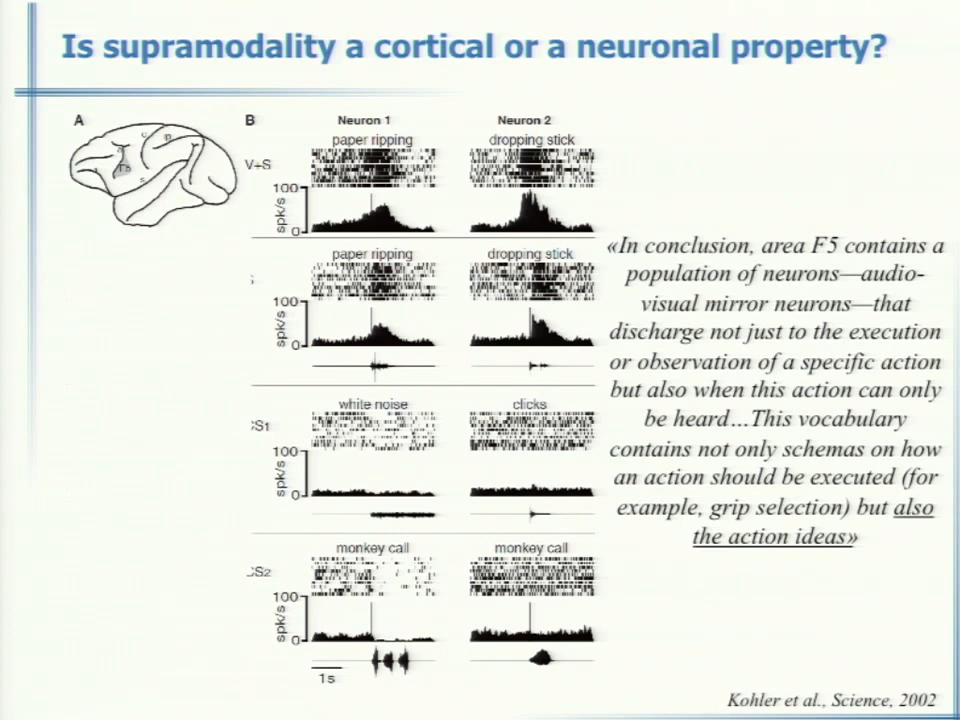 Is supramodality a cortical or a neuronal property?
A
B
Neuron 1
Neuron 2
paper ripping
dropping stick
V+S
100
spk/s
0
paper ripping
dropping stick
100
spk/s
0
white noise
clicks
CS1
100
spk/s
0
monkey call
monkey call
CS2
100
spk/s
0
1s
«In conclusion, area F5 contains a
population of neurons—audio-
visual mirror neurons—that
discharge not just to the execution
or observation of a specific action
but also when this action can only
be heard…This vocabulary
contains not only schemas on how
an action should be executed (for
example, grip selection) but also
the action ideas»
Kohler et al., Science, 2002